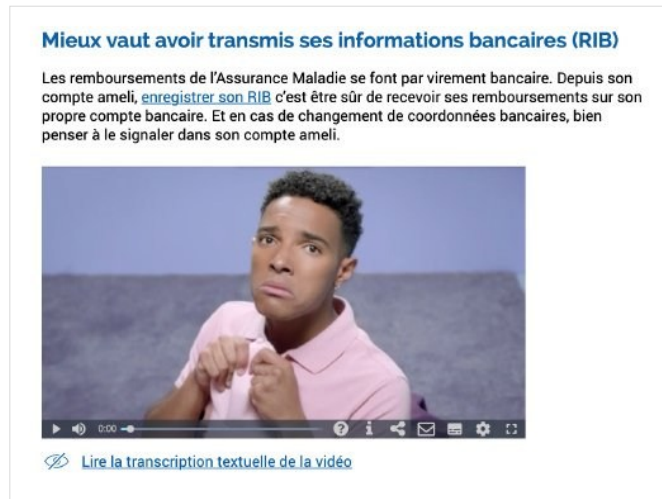 Mieux vaut avoir transmis ses informations bancaires (RIB)
Les remboursements de l'Assurance Maladie se font par virement bancaire. Depuis son
compte ameli, enregistrer son RIB c'est être sûr de recevoir ses remboursements sur son
propre compte bancaire. Et en cas de changement de coordonnées bancaires, bien
penser à le signaler dans son compte ameli.
0:00
Lire la transcription textuelle de la vidéo